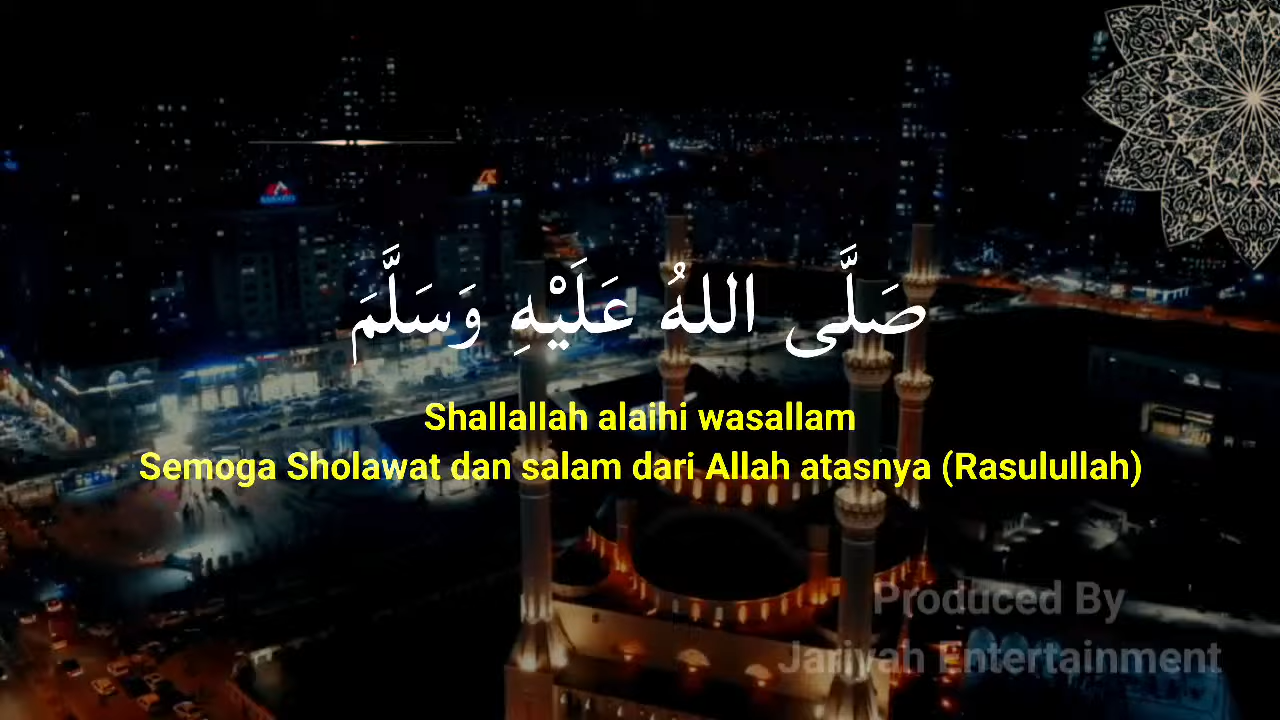 صَلَّى اللهُ عَلَيْهِ وَسَلَّمَ
Shallallah alaihi wasallam
Semoga Sholawat dan salam dari Allah atasnya (Rasulullah)
Produced By
Jariyah Entertainment